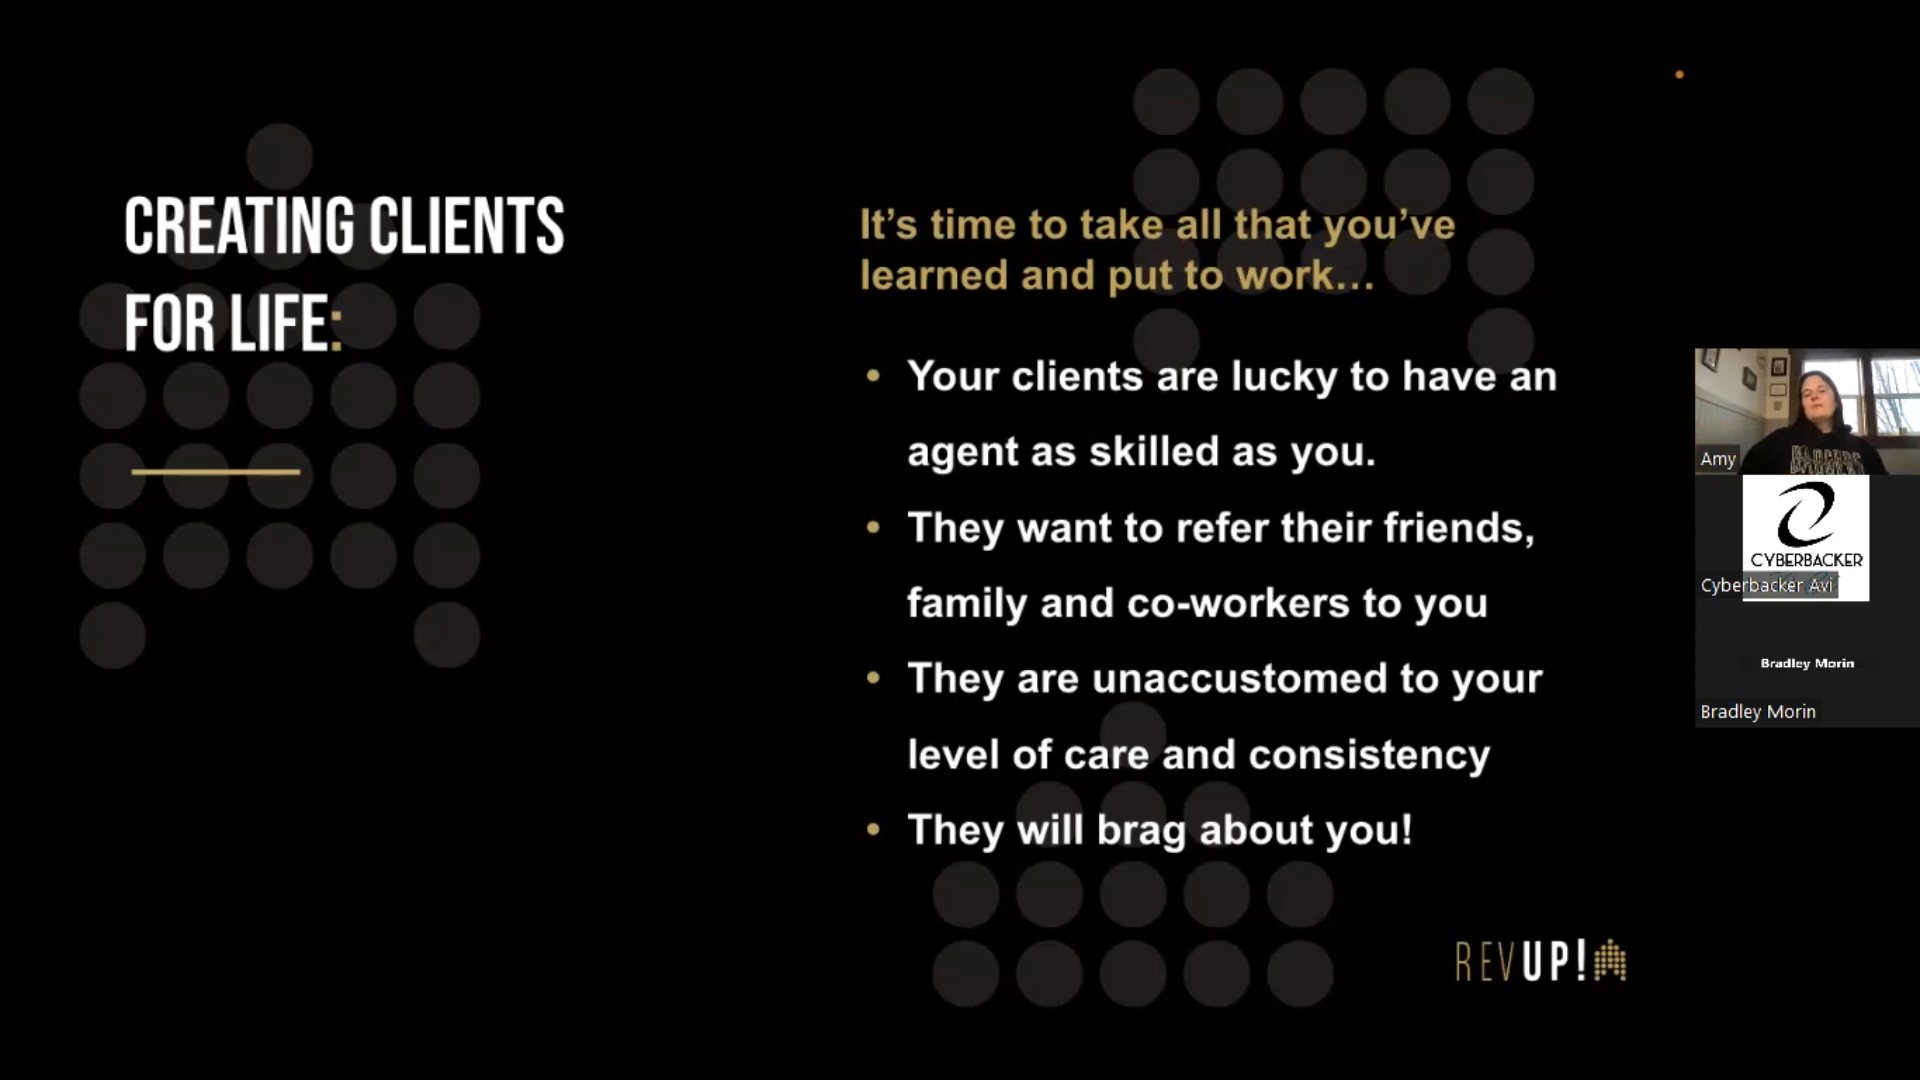 CREATING CLIENTS
FOR LIFE:
It’s time to take all that you’ve
learned and put to work…
• Your clients are lucky to have an
agent as skilled as you.
• They want to refer their friends,
family and co-workers to you
• They are unaccustomed to your
level of care and consistency
• They will brag about you!
REVUP!
Amy
CYBERBACKER
Cyberbacker Avi
Bradley Morin
Bradley Morin